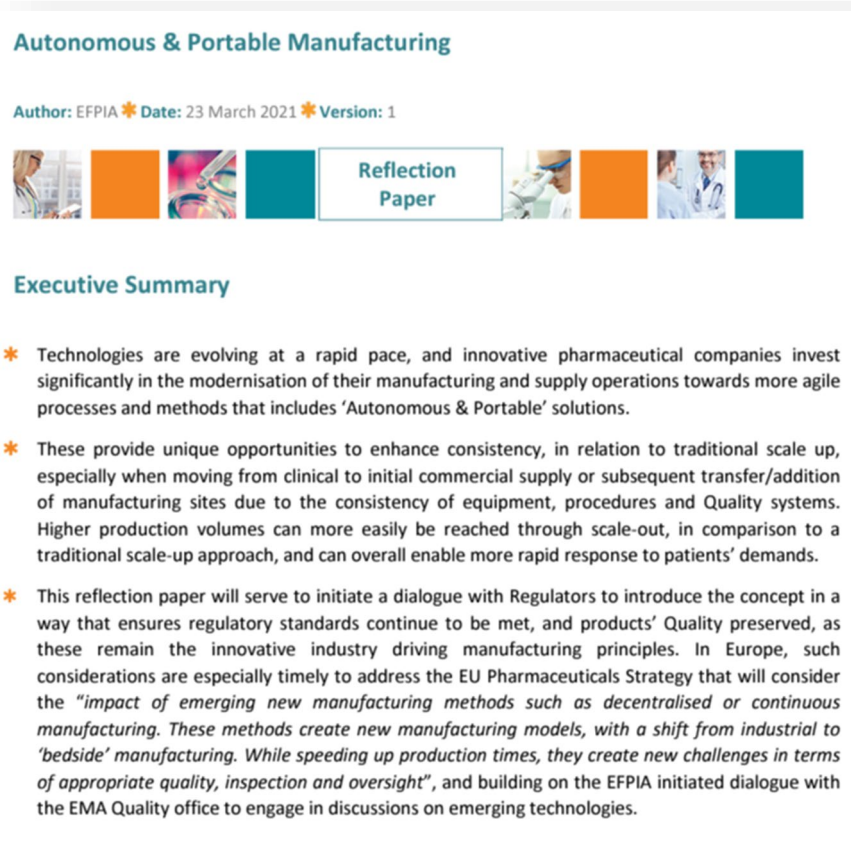 Autonomous & Portable Manufacturing
Author: EFPIA ✱ Date: 23 March 2021 ✱ Version: 1
Reflection
Paper
Executive Summary
✱ Technologies are evolving at a rapid pace, and innovative pharmaceutical companies invest
significantly in the modernisation of their manufacturing and supply operations towards more agile
processes and methods that includes ‘Autonomous & Portable’ solutions.
✱ These provide unique opportunities to enhance consistency, in relation to traditional scale up,
especially when moving from clinical to initial commercial supply or subsequent transfer/addition
of manufacturing sites due to the consistency of equipment, procedures and Quality systems.
Higher production volumes can more easily be reached through scale-out, in comparison to a
traditional scale-up approach, and can overall enable more rapid response to patients’ demands.
✱ This reflection paper will serve to initiate a dialogue with Regulators to introduce the concept in a
way that ensures regulatory standards continue to be met, and products’ Quality preserved, as
these remain the innovative industry driving manufacturing principles. In Europe, such
considerations are especially timely to address the EU Pharmaceuticals Strategy that will consider
the “impact of emerging new manufacturing methods such as decentralised or continuous
manufacturing. These methods create new manufacturing models, with a shift from industrial to
‘bedside’ manufacturing. While speeding up production times, they create new challenges in terms
of appropriate quality, inspection and oversight”, and building on the EFPIA initiated dialogue with
the EMA Quality office to engage in discussions on emerging technologies.